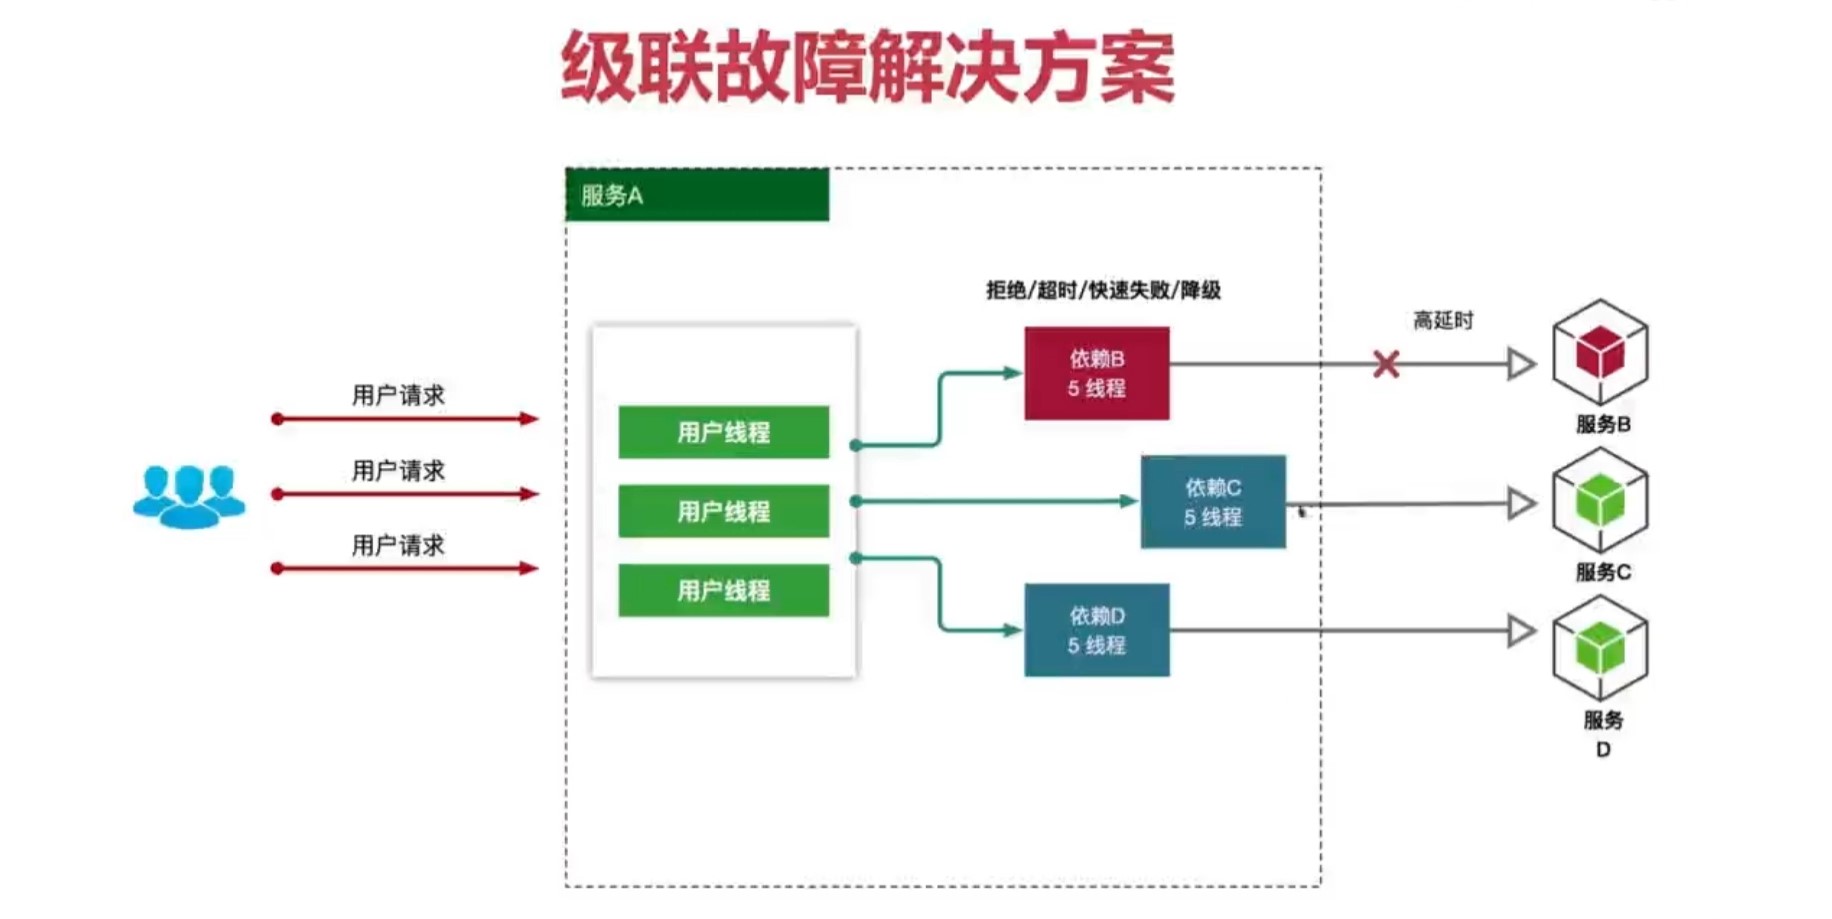 级联故障解决方案
服务A
拒绝/超时/快速失败/降级
高延时
依赖B
5 线程
服务B
用户请求
用户请求
用户请求
用户线程
用户线程
用户线程
依赖C
5 线程
服务C
依赖D
5 线程
服务
D